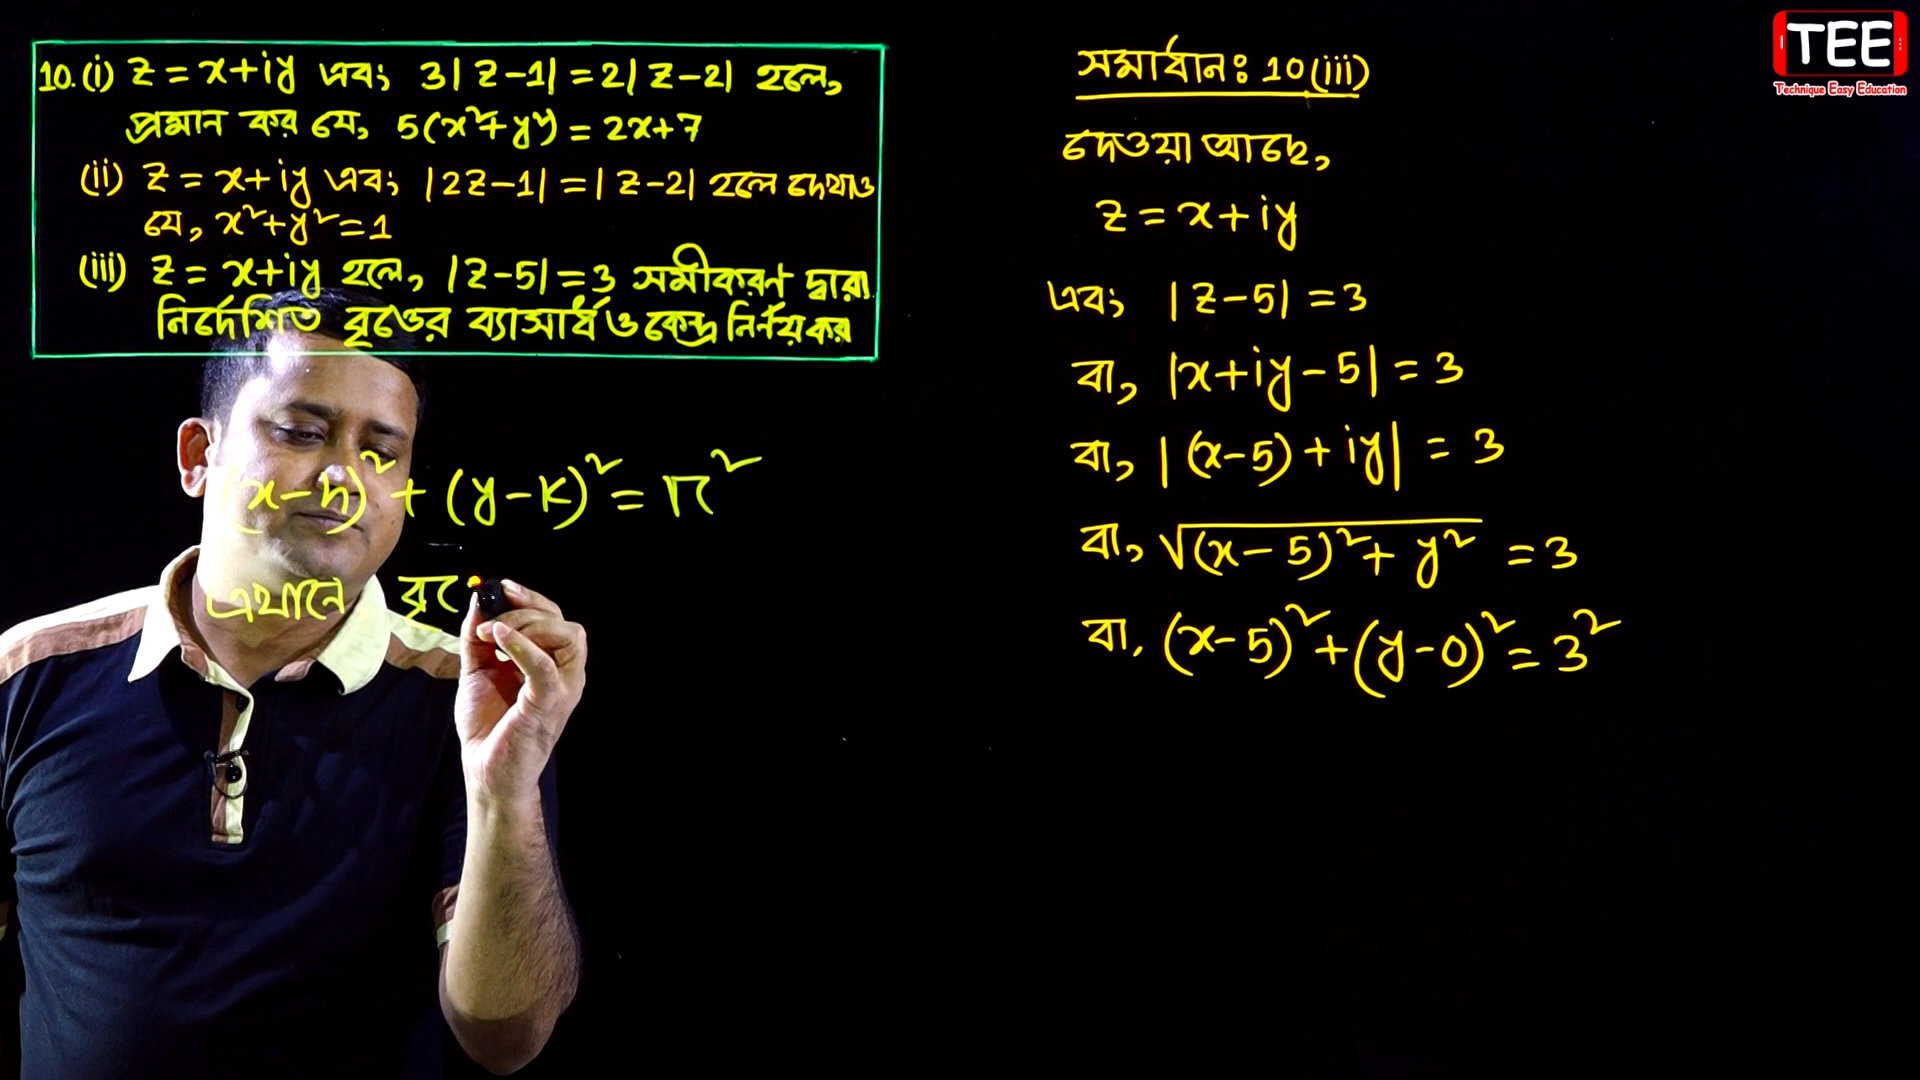 10.(i) z = x+iy এবং 3|z-1| = 2|z-2| হলে,
প্রমান কর যে, 5(x²+y²) = 2x+7
(ii) z = x+iy এবং |2z-1| = |z-2| হলে দেখাও
যে, x²+y²=1
(iii) z = x+iy হলে, |z-5| = 3 সমীকরণ দ্বারা
নির্দেশিত বৃত্তের ব্যাসার্ধ ও কেন্দ্র নির্ণয় কর
(x-h)² + (y-k)² = r²
এখানে বৃ
সমাধান: 10(iii)
দেওয়া আছে,
z = x+iy
এবং |z-5| = 3
বা, |x+iy-5| = 3
বা, |(x-5)+iy| = 3
বা, √(x-5)²+y² = 3
বা, (x-5)²+(y-0)² = 3²
TEE
Technique Easy Education